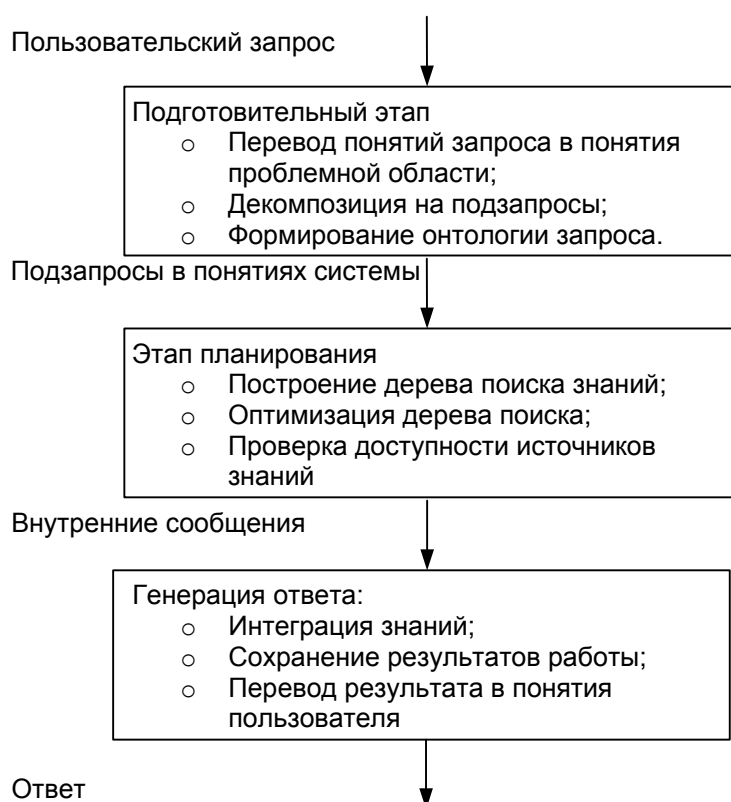 Пользовательский запрос
Подготовительный этап
o Перевод понятий запроса в понятия
проблемной области;
o Декомпозиция на подзапросы;
o Формирование онтологии запроса.
Подзапросы в понятиях системы
Этап планирования
o Построение дерева поиска знаний;
o Оптимизация дерева поиска;
o Проверка доступности источников
знаний
Внутренние сообщения
Генерация ответа:
o Интеграция знаний;
o Сохранение результатов работы;
o Перевод результата в понятия
пользователя
Ответ